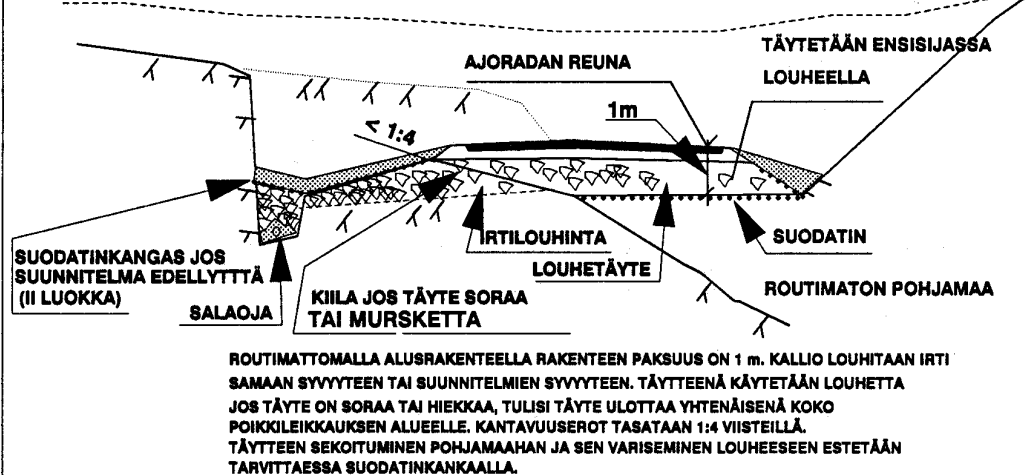 TÄYTETÄÄN ENSISIJASSA
LOUHEELLA
AJORADAN REUNA
1m
< 1:4
IRTILOUHINTA
SUODATIN
LOUHETÄYTE
SUODATINKANGAS JOS
SUUNNITELMA EDELLYTTTÄ
(II LUOKKA)
SALAOJA
KIILA JOS TÄYTE SORAA
TAI MURSKETTA
ROUTIMATON POHJAMAA
ROUTIMATTOMALLA ALUSRAKENTEELLA RAKENTEEN PAKSUUS ON 1 m. KALLIO LOUHITAAN IRTI
SAMAAN SYVYYTEEN TAI SUUNNITELMIEN SYVYYTEEN. TÄYTTEENÄ KÄYTETÄÄN LOUHETTA
JOS TÄYTE ON SORAA TAI HIEKKAA, TULISI TÄYTE ULOTTAA YHTENÄISENÄ KOKO
POIKKILEIKKAUKSEN ALUEELLE. KANTAVUUSEROT TASATAAN 1:4 VIISTEILLÄ.
TÄYTTEEN SEKOITUMINEN POHJAMAAHAN JA SEN VARISEMINEN LOUHEESEEN ESTETÄÄN
TARVITTAESSA SUODATINKANKAALLA.